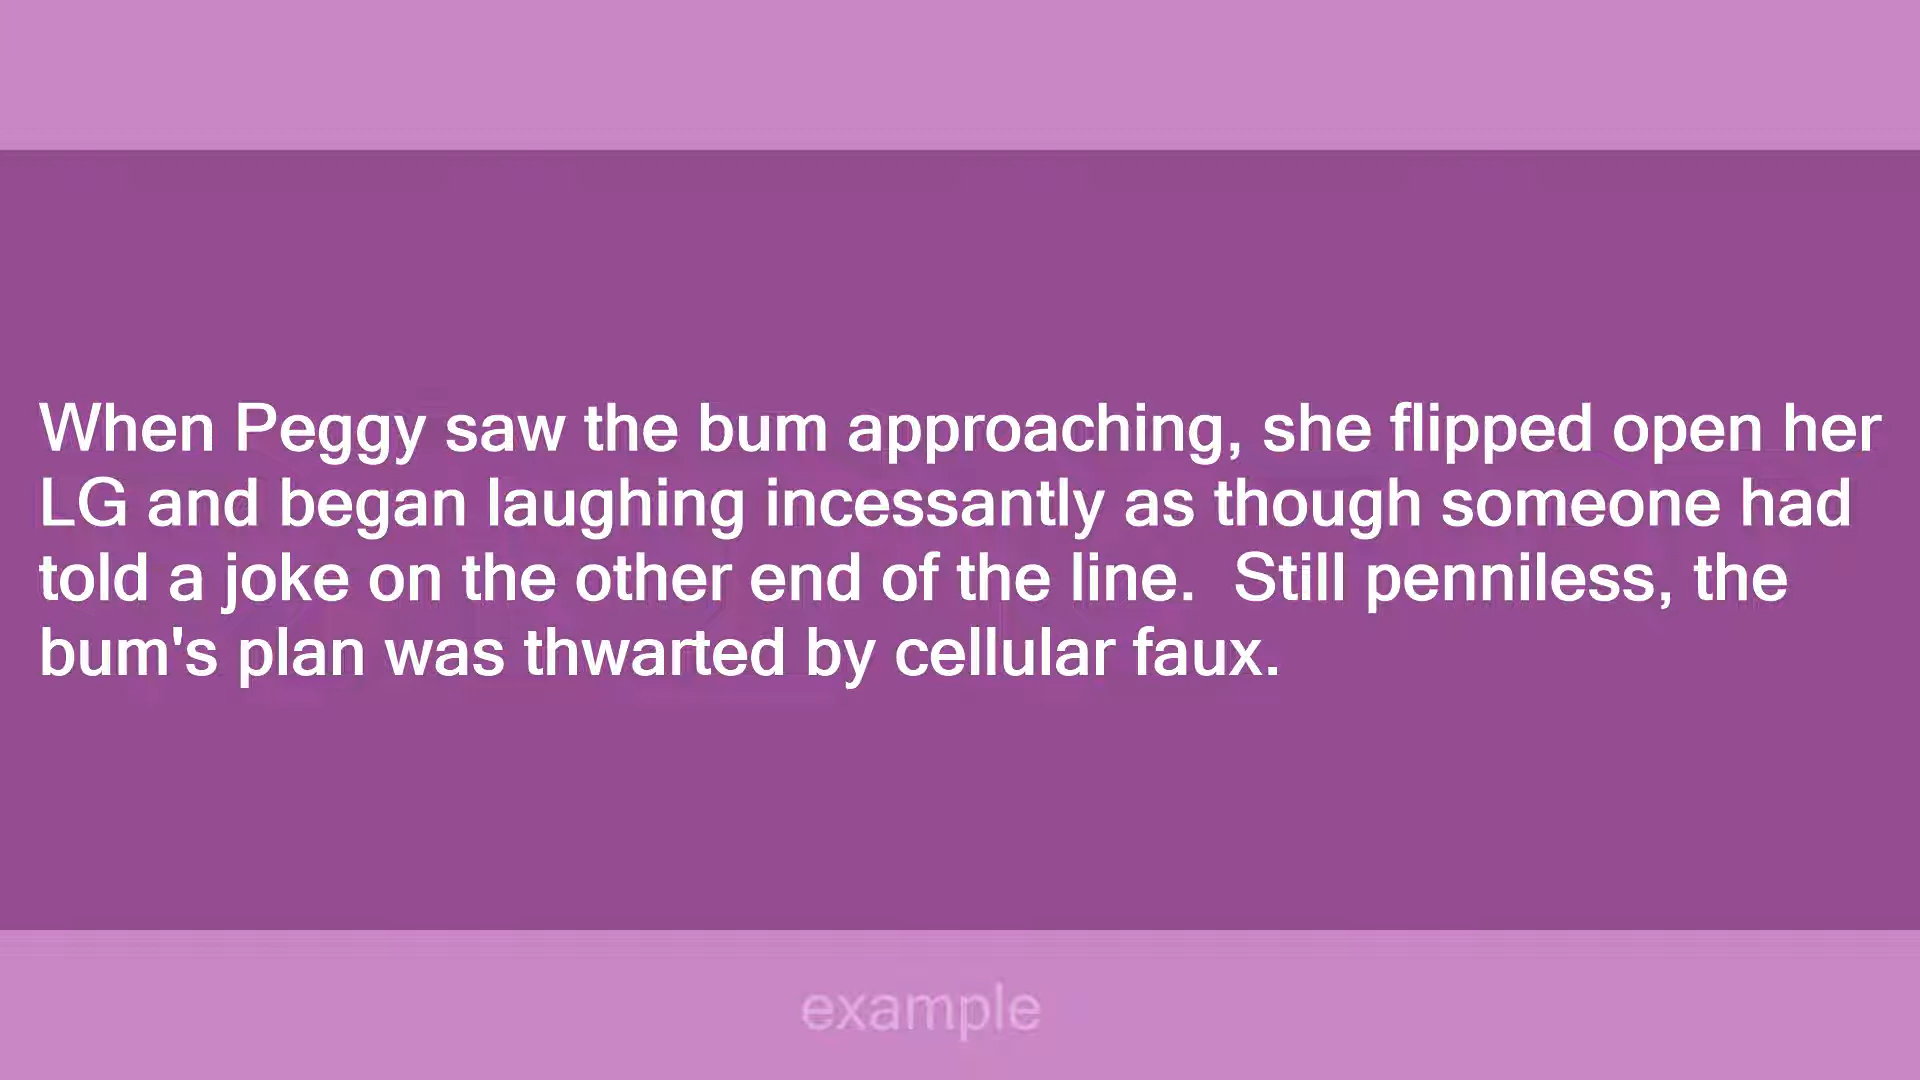 When Peggy saw the bum approaching, she flipped open her
LG and began laughing incessantly as though someone had
told a joke on the other end of the line.  Still penniless, the
bum's plan was thwarted by cellular faux.
example